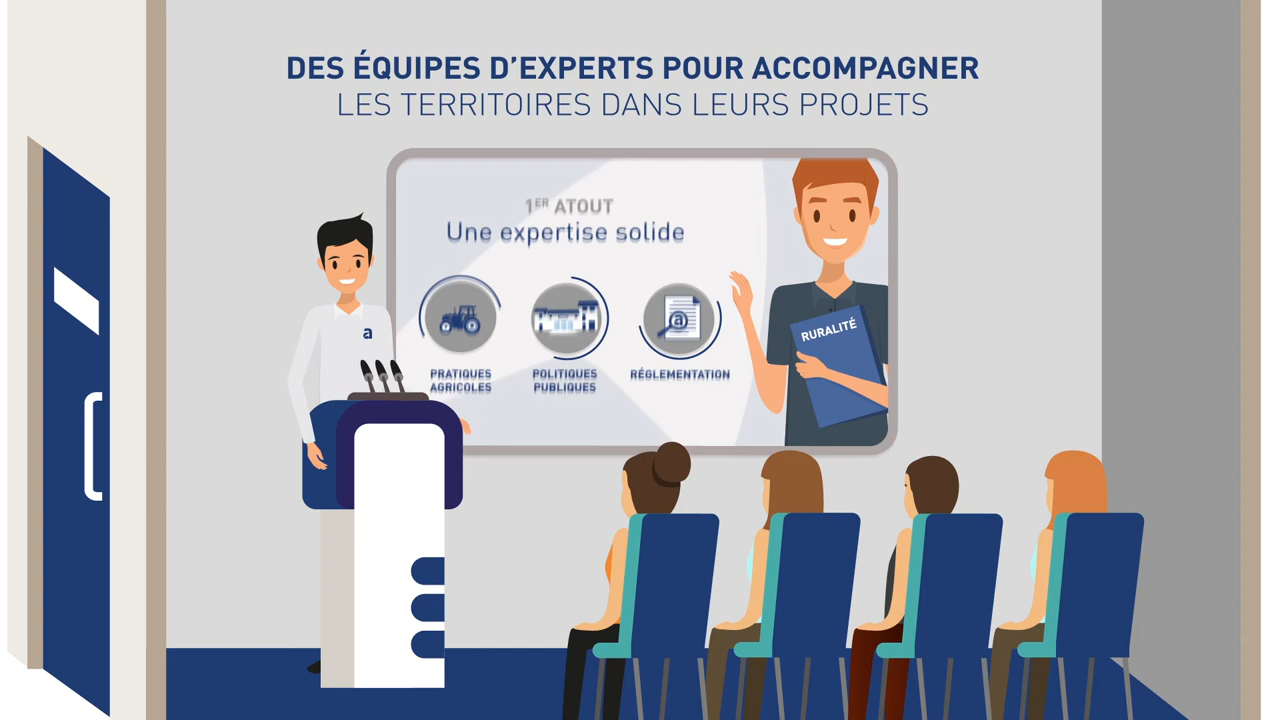 DES ÉQUIPES D'EXPERTS POUR ACCOMPAGNER
LES TERRITOIRES DANS LEURS PROJETS
1ER ATOUT
Une expertise solide
a
a
PRATIQUES
AGRICOLES
POLITIQUES
PUBLIQUES
RÉGLEMENTATION
RURALITÉ